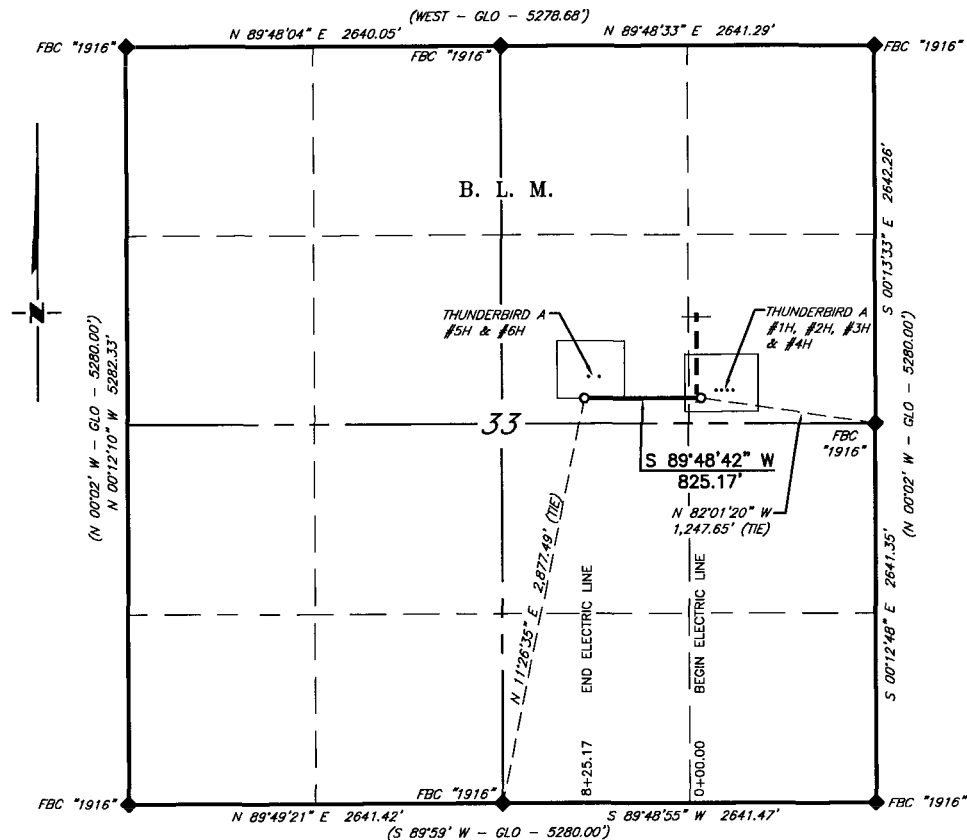 (WEST - GLO - 5278.68')
N 89°48'04" E 2640.05'
N 89°48'33" E 2641.29'
FBC "1916"
FBC "1916"
FBC "1916"
B. L. M.
S 00°13'33" E 2642.26'
(N 00°02' W - GLO - 5280.00')
N
THUNDERBIRD A
#5H & #6H
THUNDERBIRD A
#1H, #2H, #3H
& #4H
(N 00°02' W - GLO - 5280.00')
N 00°12'10" W 5282.33'
33
FBC
"1916"
S 89°48'42" W
825.17'
N 82°01'20" W
1,247.65' (TIE)
N 11°26'35" E 2,877.49' (TIE)
8+25.17 END ELECTRIC LINE
0+00.00 BEGIN ELECTRIC LINE
S 00°12'48" E 2641.35'
FBC "1916"
FBC "1916"
FBC "1916"
N 89°49'21" E 2641.42'
S 89°48'55" W 2641.47'
(S 89°59' W - GLO - 5280.00')